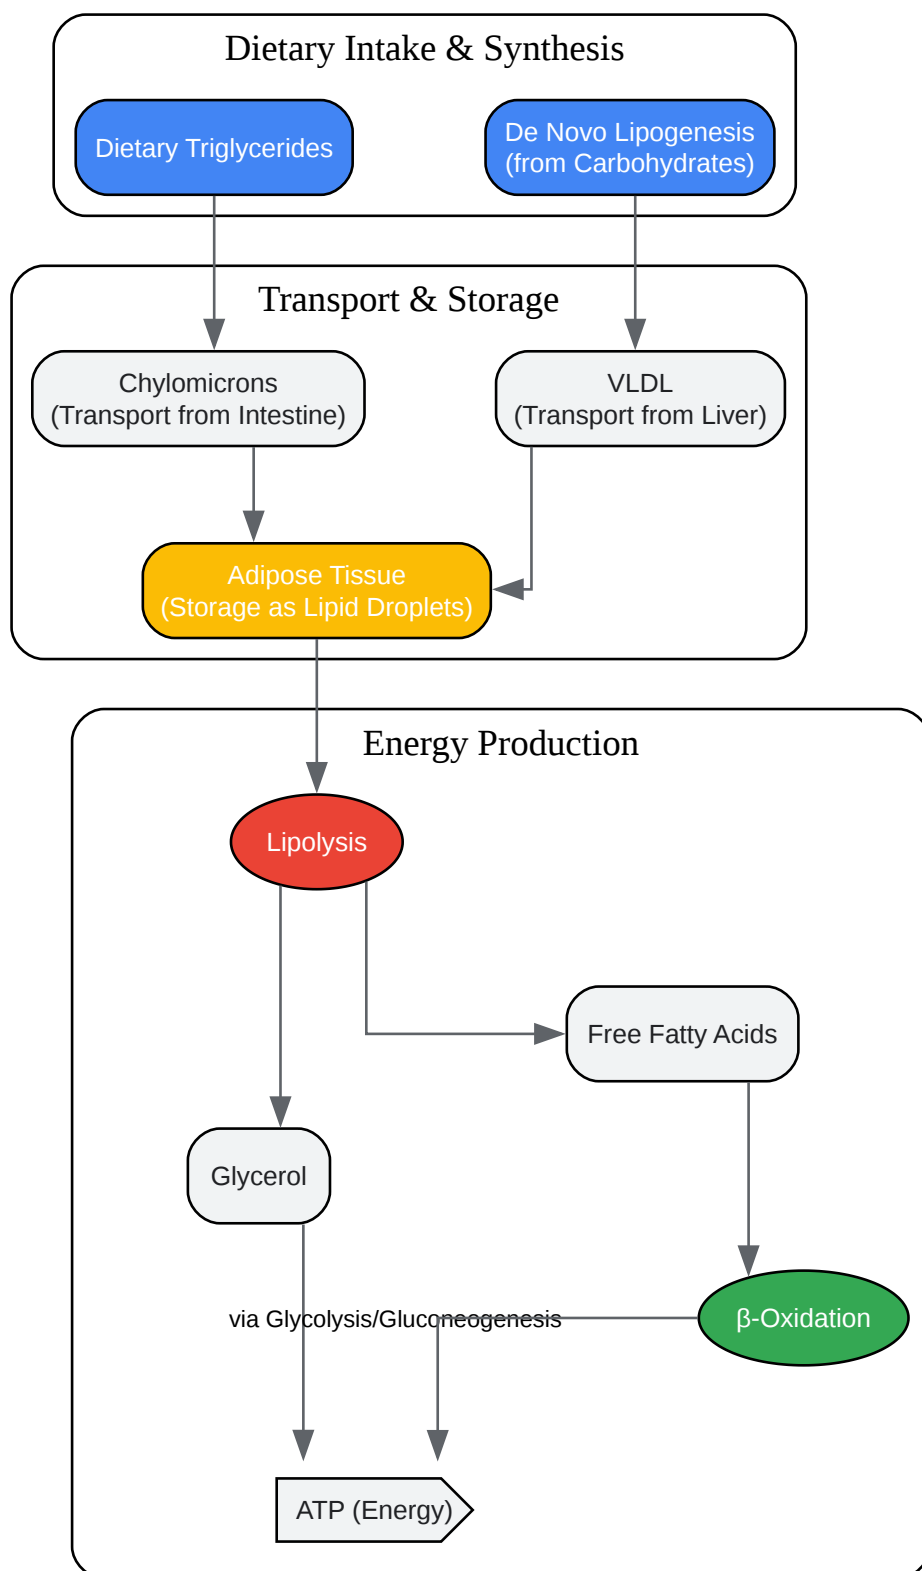 Dietary Intake & Synthesis
Dietary Triglycerides
De Novo Lipogenesis
(from Carbohydrates)
Transport & Storage
Chylomicrons
(Transport from Intestine)
VLDL
(Transport from Liver)
Adipose Tissue
(Storage as Lipid Droplets)
Energy Production
Lipolysis
Free Fatty Acids
Glycerol
via Glycolysis/Gluconeogenesis
β-Oxidation
ATP (Energy)